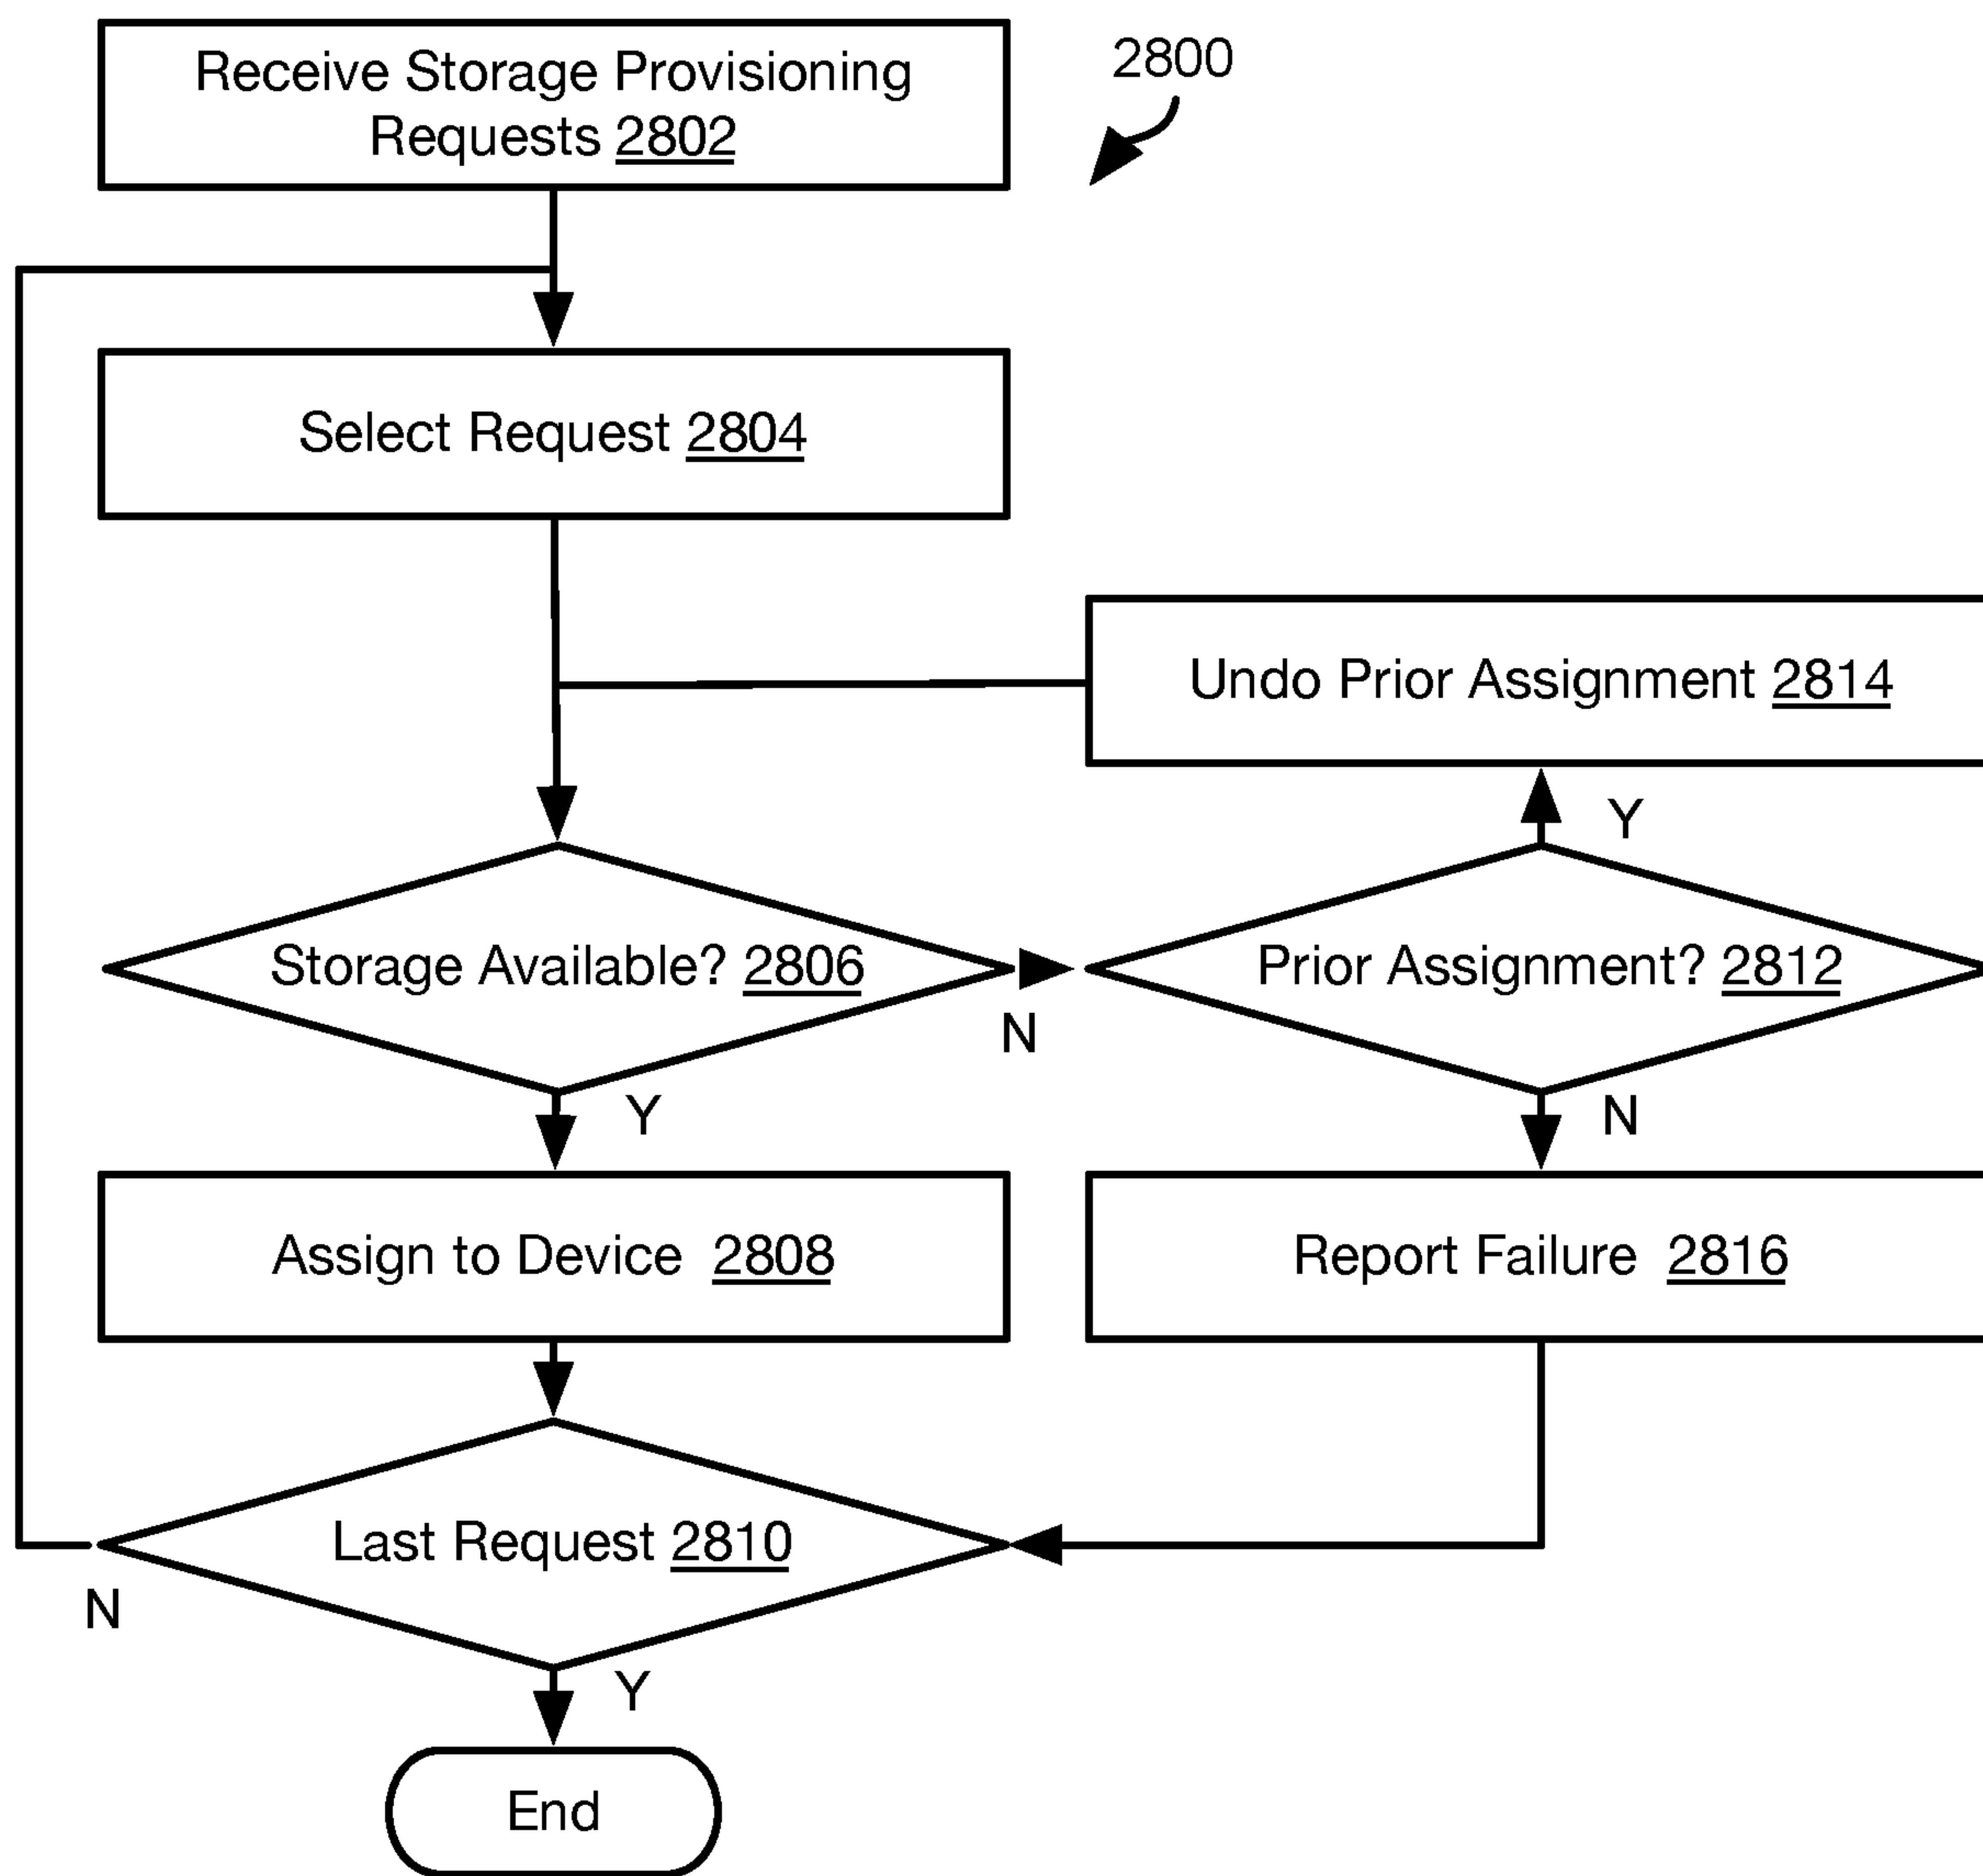 Receive Storage Provisioning
Requests 2802
2800
Select Request 2804
Undo Prior Assignment 2814
Y
Storage Available? 2806
Prior Assignment? 2812
N
Y
N
Assign to Device 2808
Report Failure 2816
Last Request 2810
N
Y
End